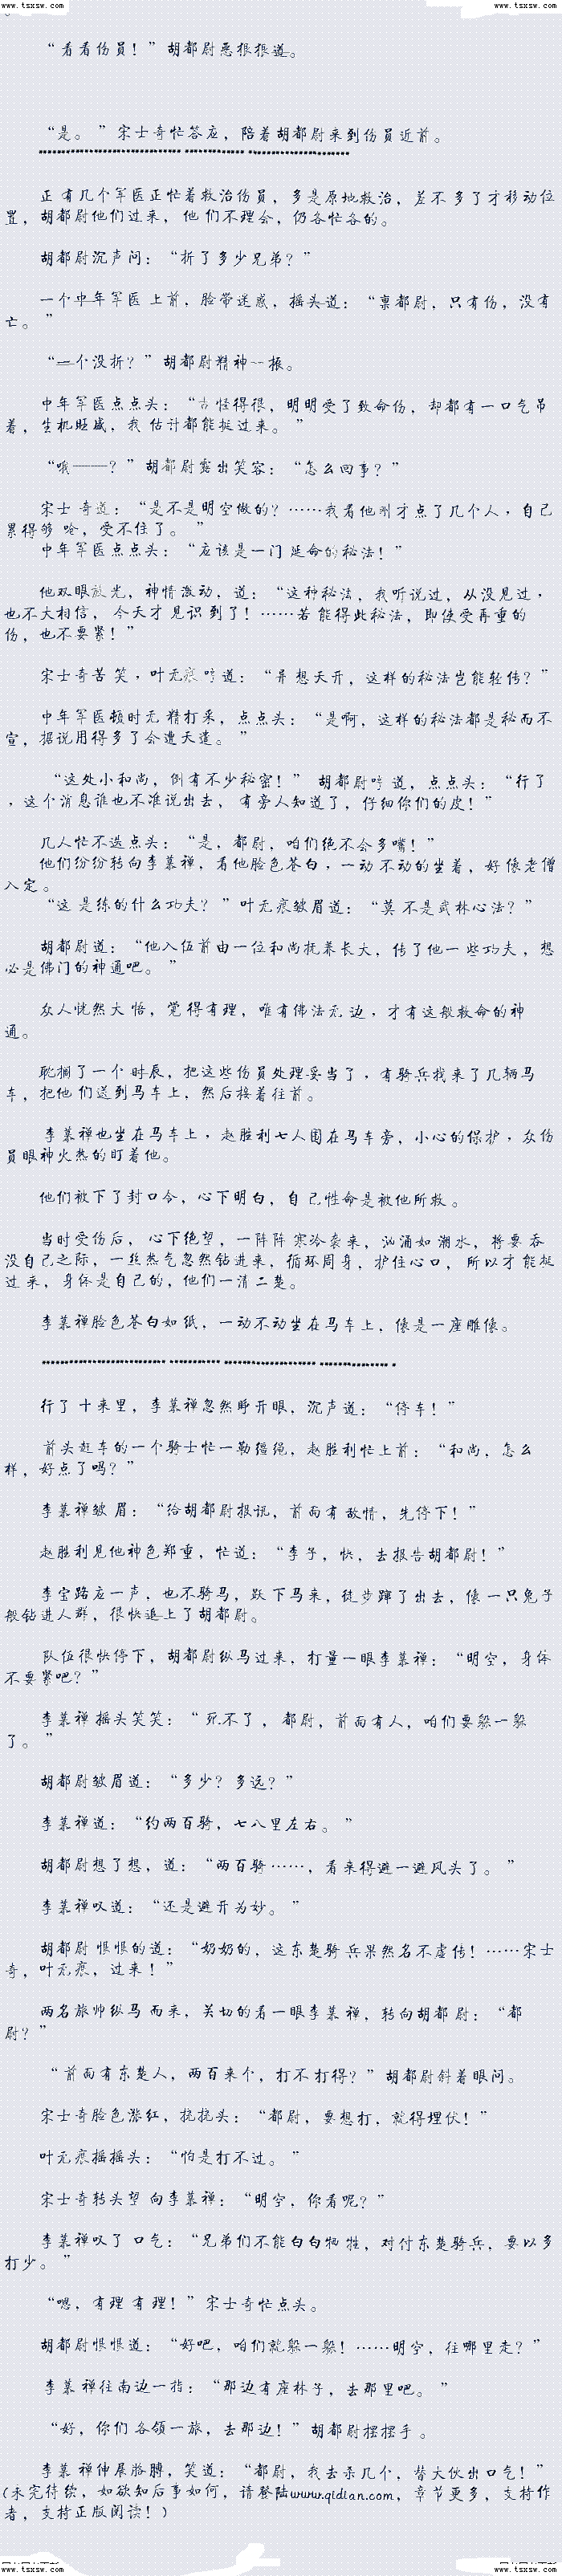 www.tsxsw.com www.tsxsw.com
。
“看看伤员！”胡都尉恶狠狠道。
“是。”宋士奇忙答应，陪着胡都尉来到伤员近前。
正有几个军医正忙着救治伤员，多是原地救治，差不多了才移动位
置，胡都尉他们过来，他们不理会，仍各忙各的。
胡都尉沉声问：“折了多少兄弟？”
一个中年军医上前，脸带迷惑，摇头道：“禀都尉，只有伤，没有
亡。”
“一个没折？”胡都尉精神一振。
中年军医点点头：“古怪得很，明明受了致命伤，却都有一口气吊
着，生机旺盛，我估计都能挺过来。”
“哦———？”胡都尉露出笑容：“怎么回事？”
宋士奇道：“是不是明空做的？……我看他刚才点了几个人，自己
累得够呛，受不住了。”
中年军医点点头：“应该是一门延命的秘法！”
他双眼放光，神情激动，道：“这种秘法，我听说过，从没见过，
也不大相信，今天才见识到了！……若能得此秘法，即使受再重的
伤，也不要紧！”
宋士奇苦笑，叶无痕哼道：“异想天开，这样的秘法岂能轻传？”
中年军医顿时无精打采，点点头：“是啊，这样的秘法都是秘而不
宣，据说用得多了会遭天谴。”
“这处小和尚，倒有不少秘密！”胡都尉哼道，点点头：“行了
，这个消息谁也不准说出去，有旁人知道了，仔细你们的皮！”
几人忙不迭点头：“是，都尉，咱们绝不会多嘴！”
他们纷纷转向李慕禅，看他脸色苍白，一动不动的坐着，好像老僧
入定。
“这是练的什么功夫？”叶无痕皱眉道：“莫不是武林心法？”
胡都尉道：“他入伍前由一位和尚抚养长大，传了他一些功夫，想
必是佛门的神通吧。”
众人恍然大悟，觉得有理，唯有佛法无边，才有这般救命的神
通。
耽搁了一个时辰，把这些伤员处理妥当了，有骑兵找来了几辆马
车，把他们送到马车上，然后接着往前。
李慕禅也坐在马车上，赵胜利七人围在马车旁，小心的保护，众伤
员眼神火热的盯着他。
他们被下了封口令，心下明白，自己性命是被他所救。
当时受伤后，心下绝望，一阵阵寒冷袭来，汹涌如潮水，将要吞
没自己之际，一丝热气忽然钻进来，循环周身，护住心口，所以才能挺
过来，身体是自己的，他们一清二楚。
李慕禅脸色苍白如纸，一动不动坐在马车上，像是一座雕像。
行了十来里，李慕禅忽然睁开眼，沉声道：“停车！”
前头赶车的一个骑士忙一勒缰绳，赵胜利忙上前：“和尚，怎么
样，好点了吗？”
李慕禅皱眉：“给胡都尉报讯，前面有敌情，先停下！”
赵胜利见他神色郑重，忙道：“李子，快，去报告胡都尉！”
李宝路应一声，也不骑马，跃下马来，徒步蹿了出去，像一只兔子
般钻进人群，很快追上了胡都尉。
队伍很快停下，胡都尉纵马过来，打量一眼李慕禅：“明空，身体
不要紧吧？”
李慕禅摇头笑笑：“死不了，都尉，前面有人，咱们要躲一躲
了。”
胡都尉皱眉道：“多少？多远？”
李慕禅道：“约两百骑，七八里左右。”
胡都尉想了想，道：“两百骑……，看来得避一避风头了。”
李慕禅叹道：“还是避开为妙。”
胡都尉恨恨的道：“奶奶的，这东楚骑兵果然名不虚传！……宋士
奇，叶无痕，过来！”
两名旅帅纵马而来，关切的看一眼李慕禅，转向胡都尉：“都
尉？”
“前面有东楚人，两百来个，打不打得？”胡都尉斜着眼问。
宋士奇脸色涨红，挠挠头：“都尉，要想打，就得埋伏！”
叶无痕摇摇头：“怕是打不过。”
宋士奇转头望向李慕禅：“明空，你看呢？”
李慕禅叹了口气：“兄弟们不能白白牺牲，对付东楚骑兵，要以多
打少。”
“嗯，有理有理！”宋士奇忙点头。
胡都尉恨恨道：“好吧，咱们就躲一躲！……明空，往哪里走？”
李慕禅往南边一指：“那边有座林子，去那里吧。”
“好，你们各领一旅，去那边！”胡都尉摆摆手。
李慕禅伸展胳膊，笑道：“都尉，我去杀几个，替大伙出口气！”
(未完待续，如欲知后事如何，请登陆www.qidian.com，章节更多，支持作
者，支持正版阅读！)
www.tsxsw.com www.tsxsw.com